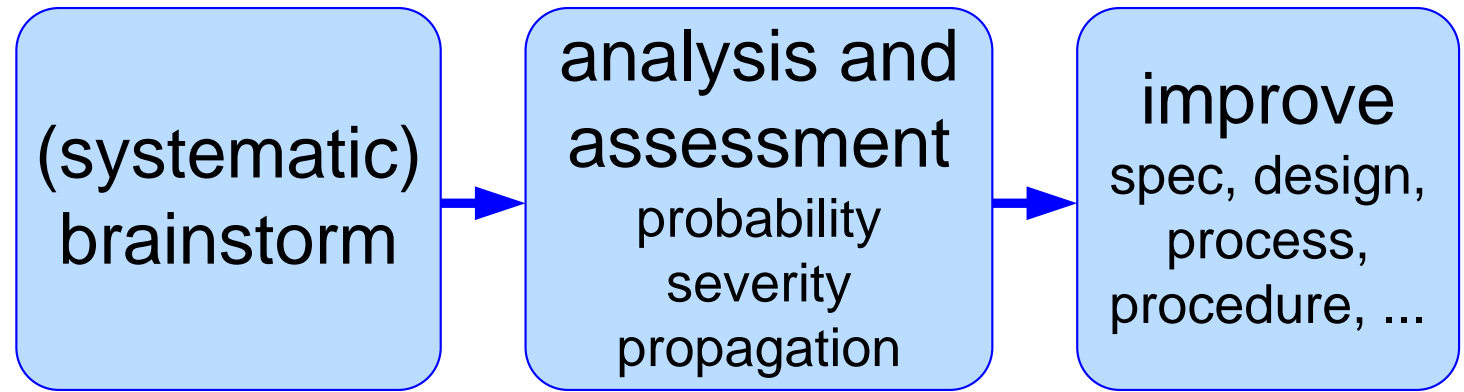 (systematic)
brainstorm
analysis and
assessment
probability
severity
propagation
improve
spec, design,
process,
procedure, ...